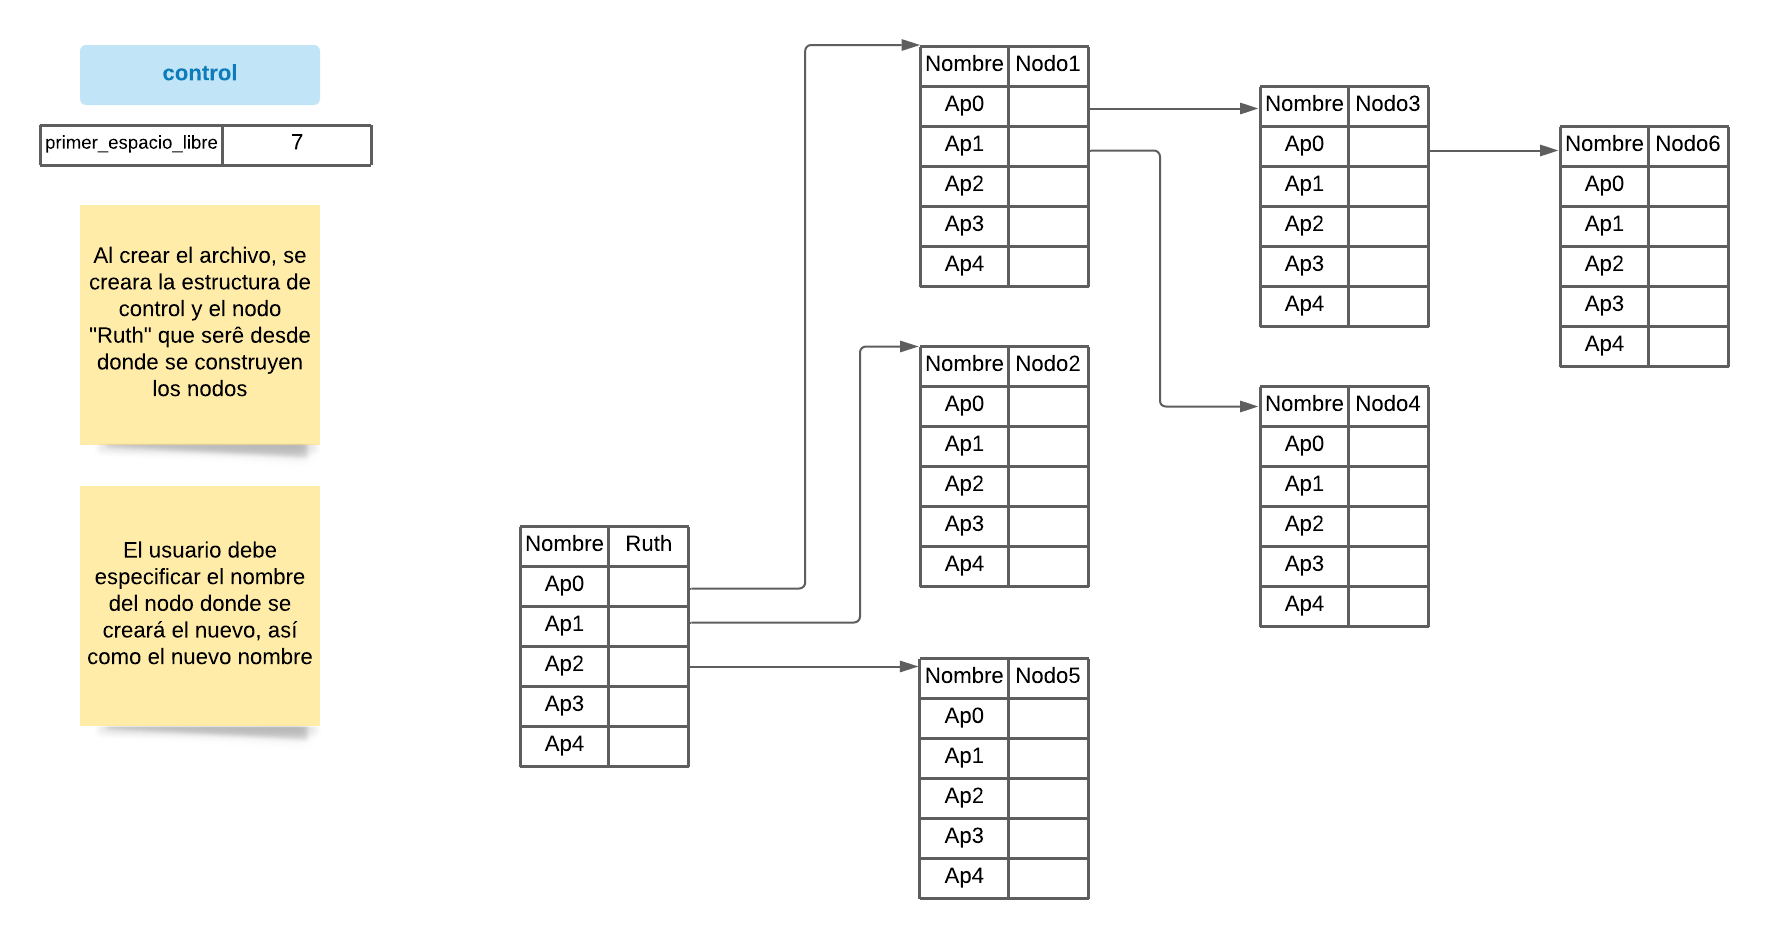 control
primer_espacio_libre 7
Al crear el archivo, se
creara la estructura de
control y el nodo
"Ruth" que serê desde
donde se construyen
los nodos
El usuario debe
especificar el nombre
del nodo donde se
creará el nuevo, así
como el nuevo nombre
Nombre Ruth
Ap0
Ap1
Ap2
Ap3
Ap4
Nombre Nodo1
Ap0
Ap1
Ap2
Ap3
Ap4
Nombre Nodo2
Ap0
Ap1
Ap2
Ap3
Ap4
Nombre Nodo5
Ap0
Ap1
Ap2
Ap3
Ap4
Nombre Nodo3
Ap0
Ap1
Ap2
Ap3
Ap4
Nombre Nodo4
Ap0
Ap1
Ap2
Ap3
Ap4
Nombre Nodo6
Ap0
Ap1
Ap2
Ap3
Ap4